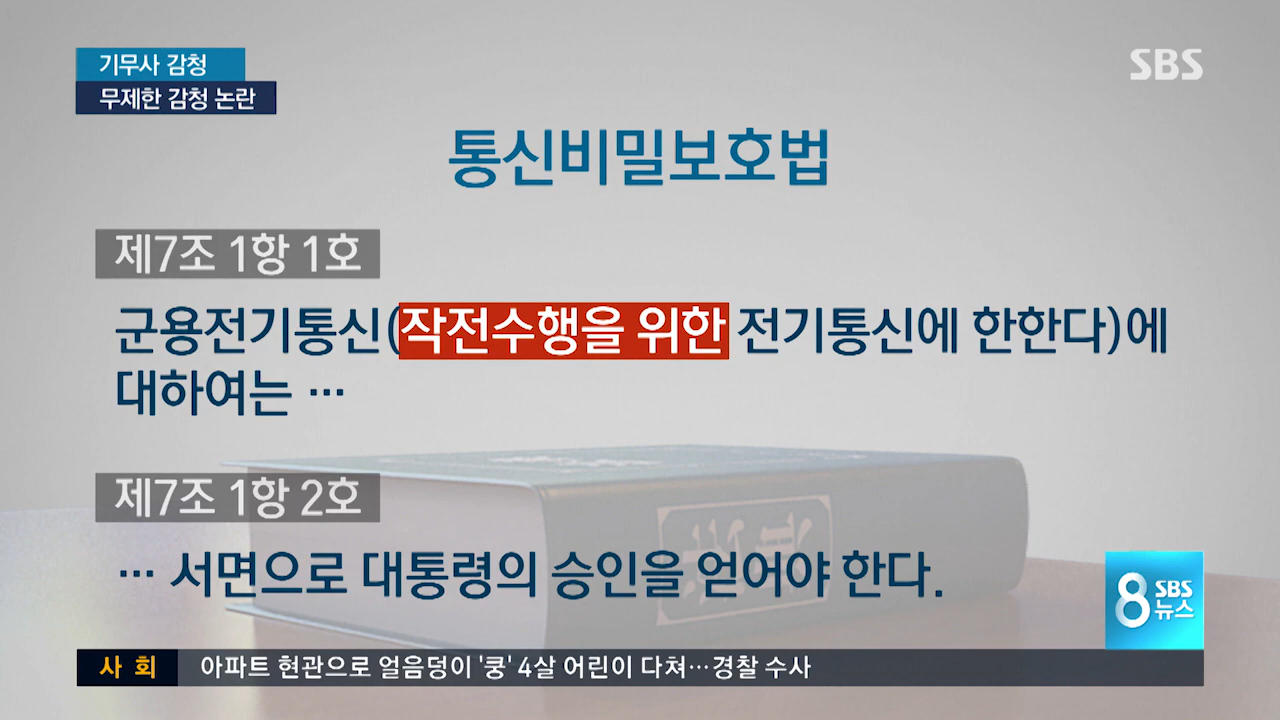 기무사 감청
무제한 감청 논란
SBS
통신비밀보호법
제7조 1항 1호
군용전기통신(작전수행을 위한 전기통신에 한한다)에
대하여는 …
제7조 1항 2호
… 서면으로 대통령의 승인을 얻어야 한다.
8 SBS
뉴스
사 회 아파트 현관으로 얼음덩이 '쿵' 4살 어린이 다쳐…경찰 수사